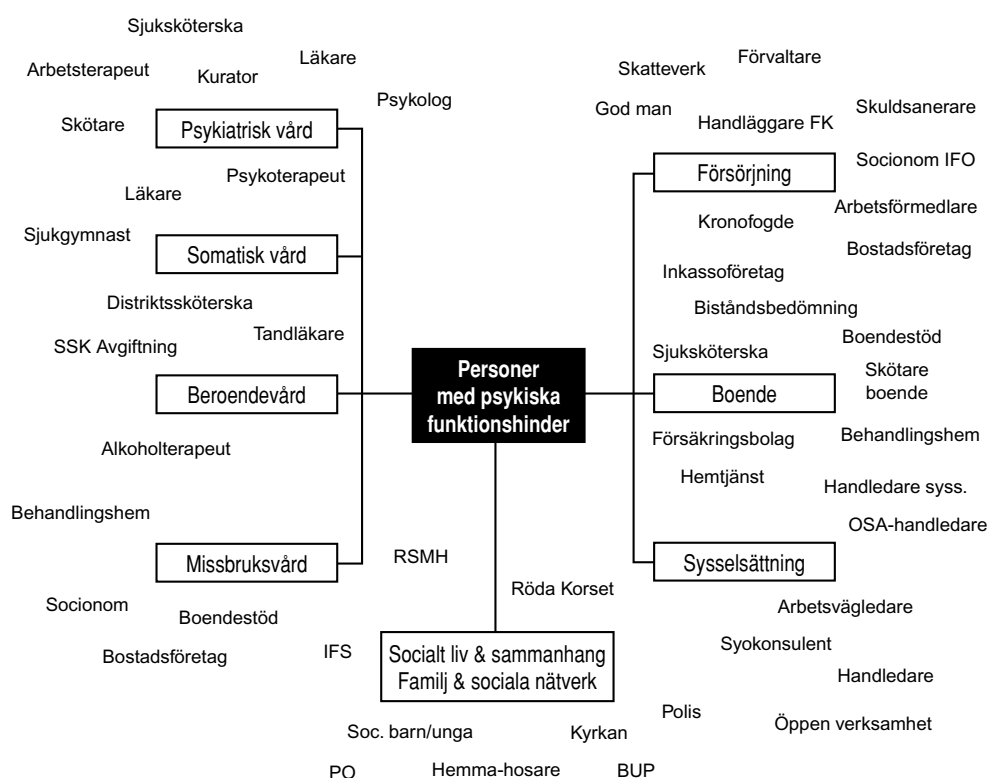 Sjuksköterska
Läkare
Arbetsterapeut
Kurator
Psykolog
Skötare
Psykiatrisk vård
Psykoterapeut
Läkare
Sjukgymnast
Somatisk vård
Distriktssköterska
Tandläkare
SSK Avgiftning
Beroendevård
Alkoholterapeut
Behandlingshem
Missbruksvård
Socionom
Boendestöd
Bostadsföretag
Personer
med psykiska
funktionshinder
Förvaltare
Skatteverk
God man
Skuldsanerare
Handläggare FK
Försörjning
Socionom IFO
Arbetsförmedlare
Kronofogde
Bostadsföretag
Inkassoföretag
Biståndsbedömning
Boendestöd
Sjuksköterska
Skötare
boende
Boende
Försäkringsbolag
Behandlingshem
Hemtjänst
Handledare syss.
OSA-handledare
Sysselsättning
Arbetsvägledare
Syokonsulent
Handledare
Öppen verksamhet
RSMH
Röda Korset
IFS
Socialt liv & sammanhang
Familj & sociala nätverk
Polis
Soc. barn/unga
Kyrkan
PO
Hemma-hosare
BUP